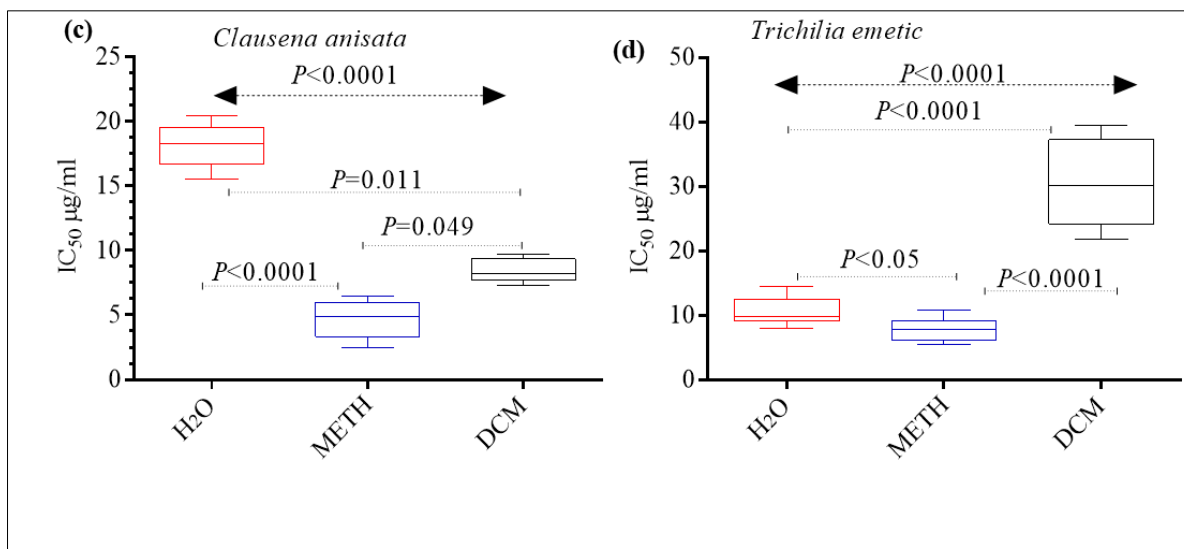 (c)
Clausena anisata
25
20
15
10
5
0
IC50 µg/ml
P<0.0001
P=0.011
P=0.049
P<0.0001
H2O
METH
DCM
(d)
Trichilia emetic
50
40
30
20
10
0
IC50 µg/ml
P<0.0001
P<0.0001
P<0.05
P<0.0001
H2O
METH
DCM